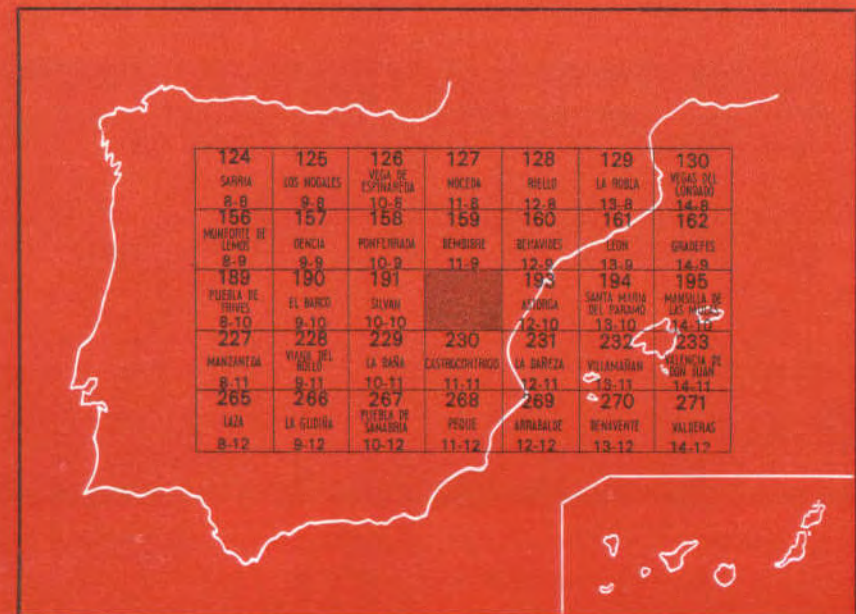 124 125 126 127 128 129 130
SARRIA LOS NOGALES VEGA DE ESPINAREDA NOCEDA RIELLO LA ROBLA VEGAS DEL CONDADO
8-8 9-8 10-8 11-8 12-8 13-8 14-8
156 157 158 159 160 161 162
MONFORTE DE LEMOS OENCIA PONFERRADA BEMBIBRE BENAVIDES LEON GRADEFES
8-9 9-9 10-9 11-9 12-9 13-9 14-9
189 190 191 193 194 195
PUEBLA DE TRIVES EL BARCO SILVAN ASTORGA SANTA MARIA DEL PARAMO MANSILLA DE LAS MULAS
8-10 9-10 10-10 12-10 13-10 14-10
227 228 229 230 231 232 233
MANZANEDA VIANA DEL BOLLO LA BAÑA CASTROCONTRIGO LA BAÑEZA VILLAMAÑAN VALENCIA DE DON JUAN
8-11 9-11 10-11 11-11 12-11 13-11 14-11
265 266 267 268 269 270 271
LAZA LA GUDIÑA PUEBLA DE SANABRIA PEQUE ARRABALDE BENAVENTE VALDERAS
8-12 9-12 10-12 11-12 12-12 13-12 14-12